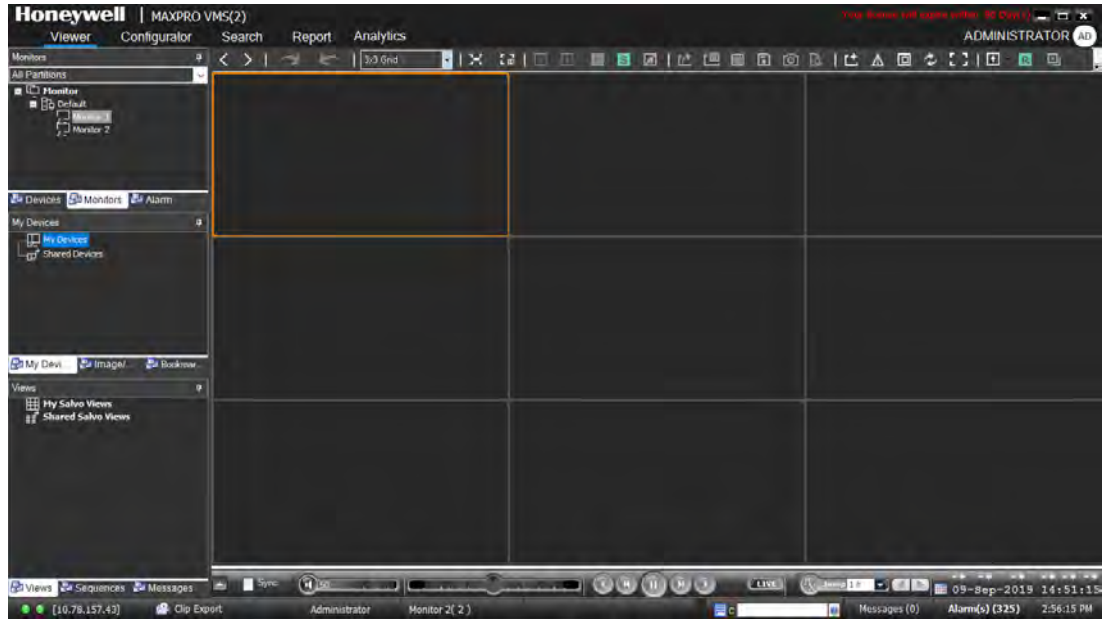 Honeywell | MAXPRO VMS(2)
Viewer Configurator Search Report Analytics ADMINISTRATOR AD
Monitors
3x3 Grid
All Partitions
Monitor
Default
Monitor 1
Monitor 2
Devices Monitors Alarm
My Devices
My Devices
Shared Devices
My Devi... Image/ Bookmar...
Views
My Salvo Views
Shared Salvo Views
Views Sequences Messages
Sync
LIVE
09-Sep-2019 14:51:15
[10.78.157.43] Clip Export Administrator Monitor 2( 2 ) C Messages (0) Alarm(s) (325) 2:56:15 PM